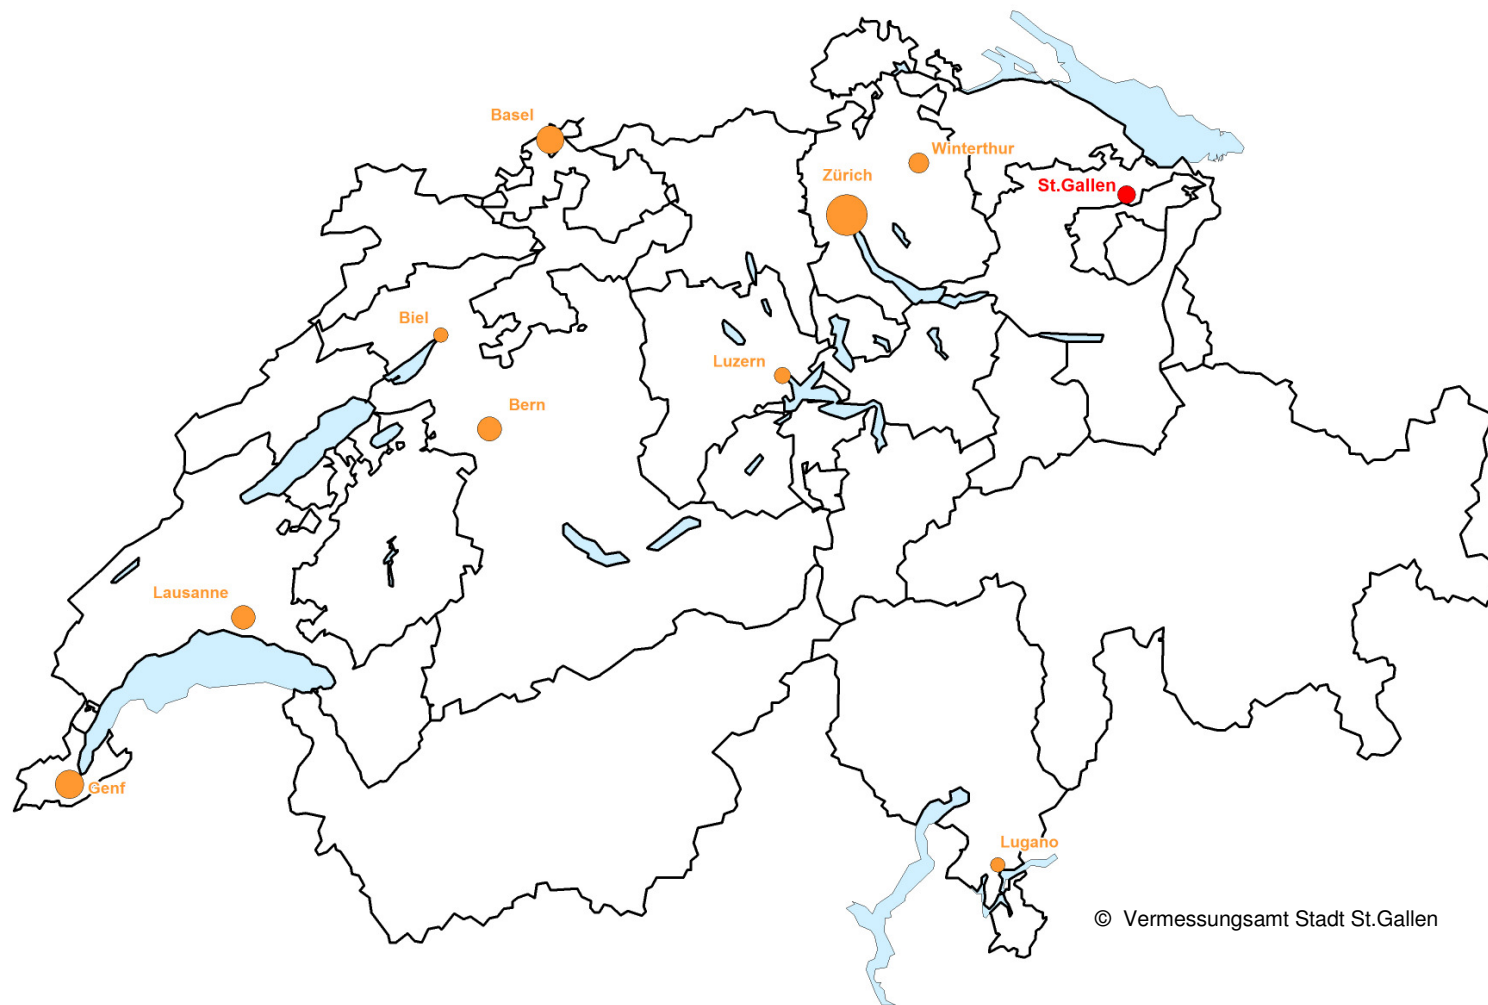 Basel
Winterthur
Zürich
St.Gallen
Biel
Luzern
Bern
Lausanne
Genf
Lugano
© Vermessungsamt Stadt St.Gallen